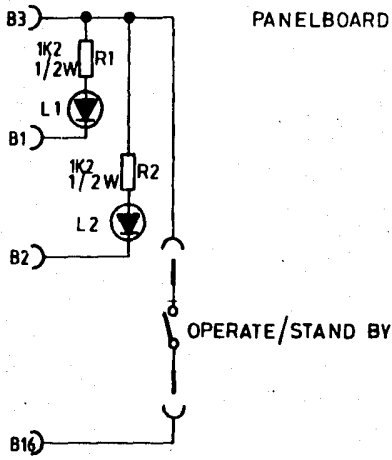 B3
PANELBOARD
1K2
1/2W
R1
L1
B1
1K2
1/2W
R2
L2
B2
OPERATE/STAND BY
B16